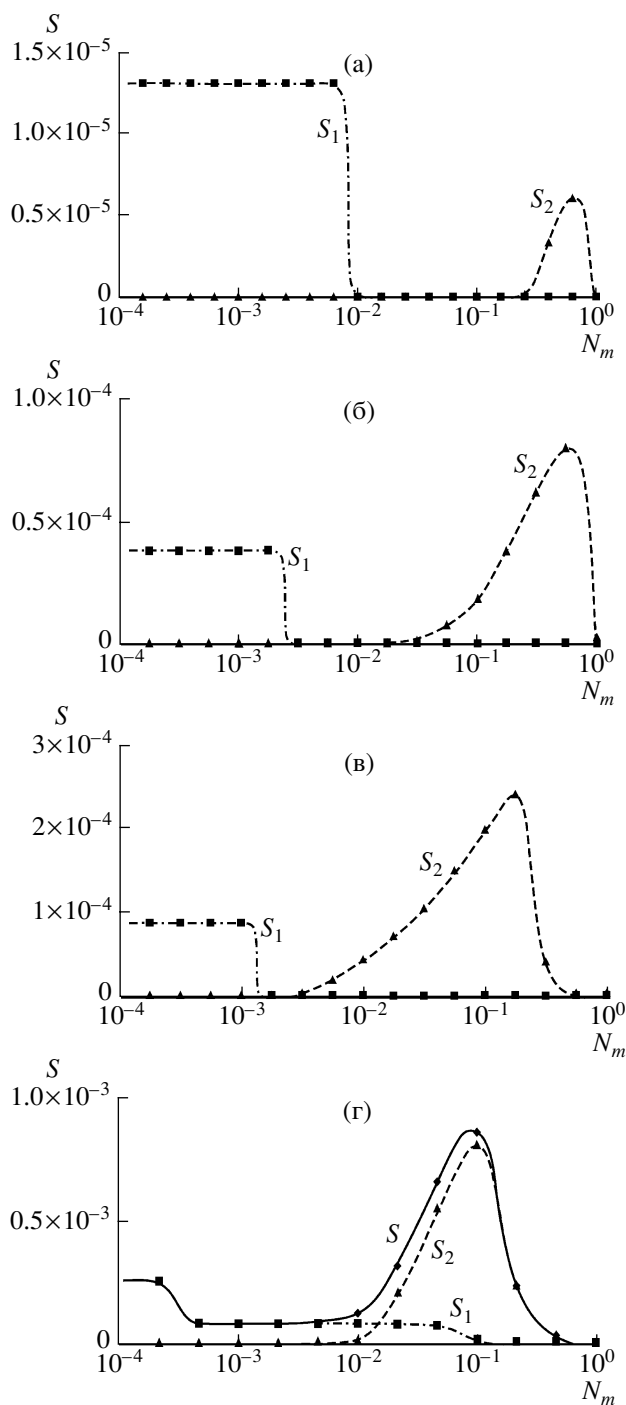 S
1.5×10⁻⁵
(а)
1.0×10⁻⁵
S₁
0.5×10⁻⁵
S₂
0
10⁻⁴ 10⁻³ 10⁻² 10⁻¹ 10⁰
Nₘ
S
1.0×10⁻⁴
(б)
S₂
0.5×10⁻⁴
S₁
0
10⁻⁴ 10⁻³ 10⁻² 10⁻¹ 10⁰
Nₘ
S
3×10⁻⁴
(в)
2×10⁻⁴
S₂
1×10⁻⁴
S₁
0
10⁻⁴ 10⁻³ 10⁻² 10⁻¹ 10⁰
Nₘ
S
1.0×10⁻³
(г)
0.5×10⁻³
S
S₂
S₁
0
10⁻⁴ 10⁻³ 10⁻² 10⁻¹ 10⁰
Nₘ